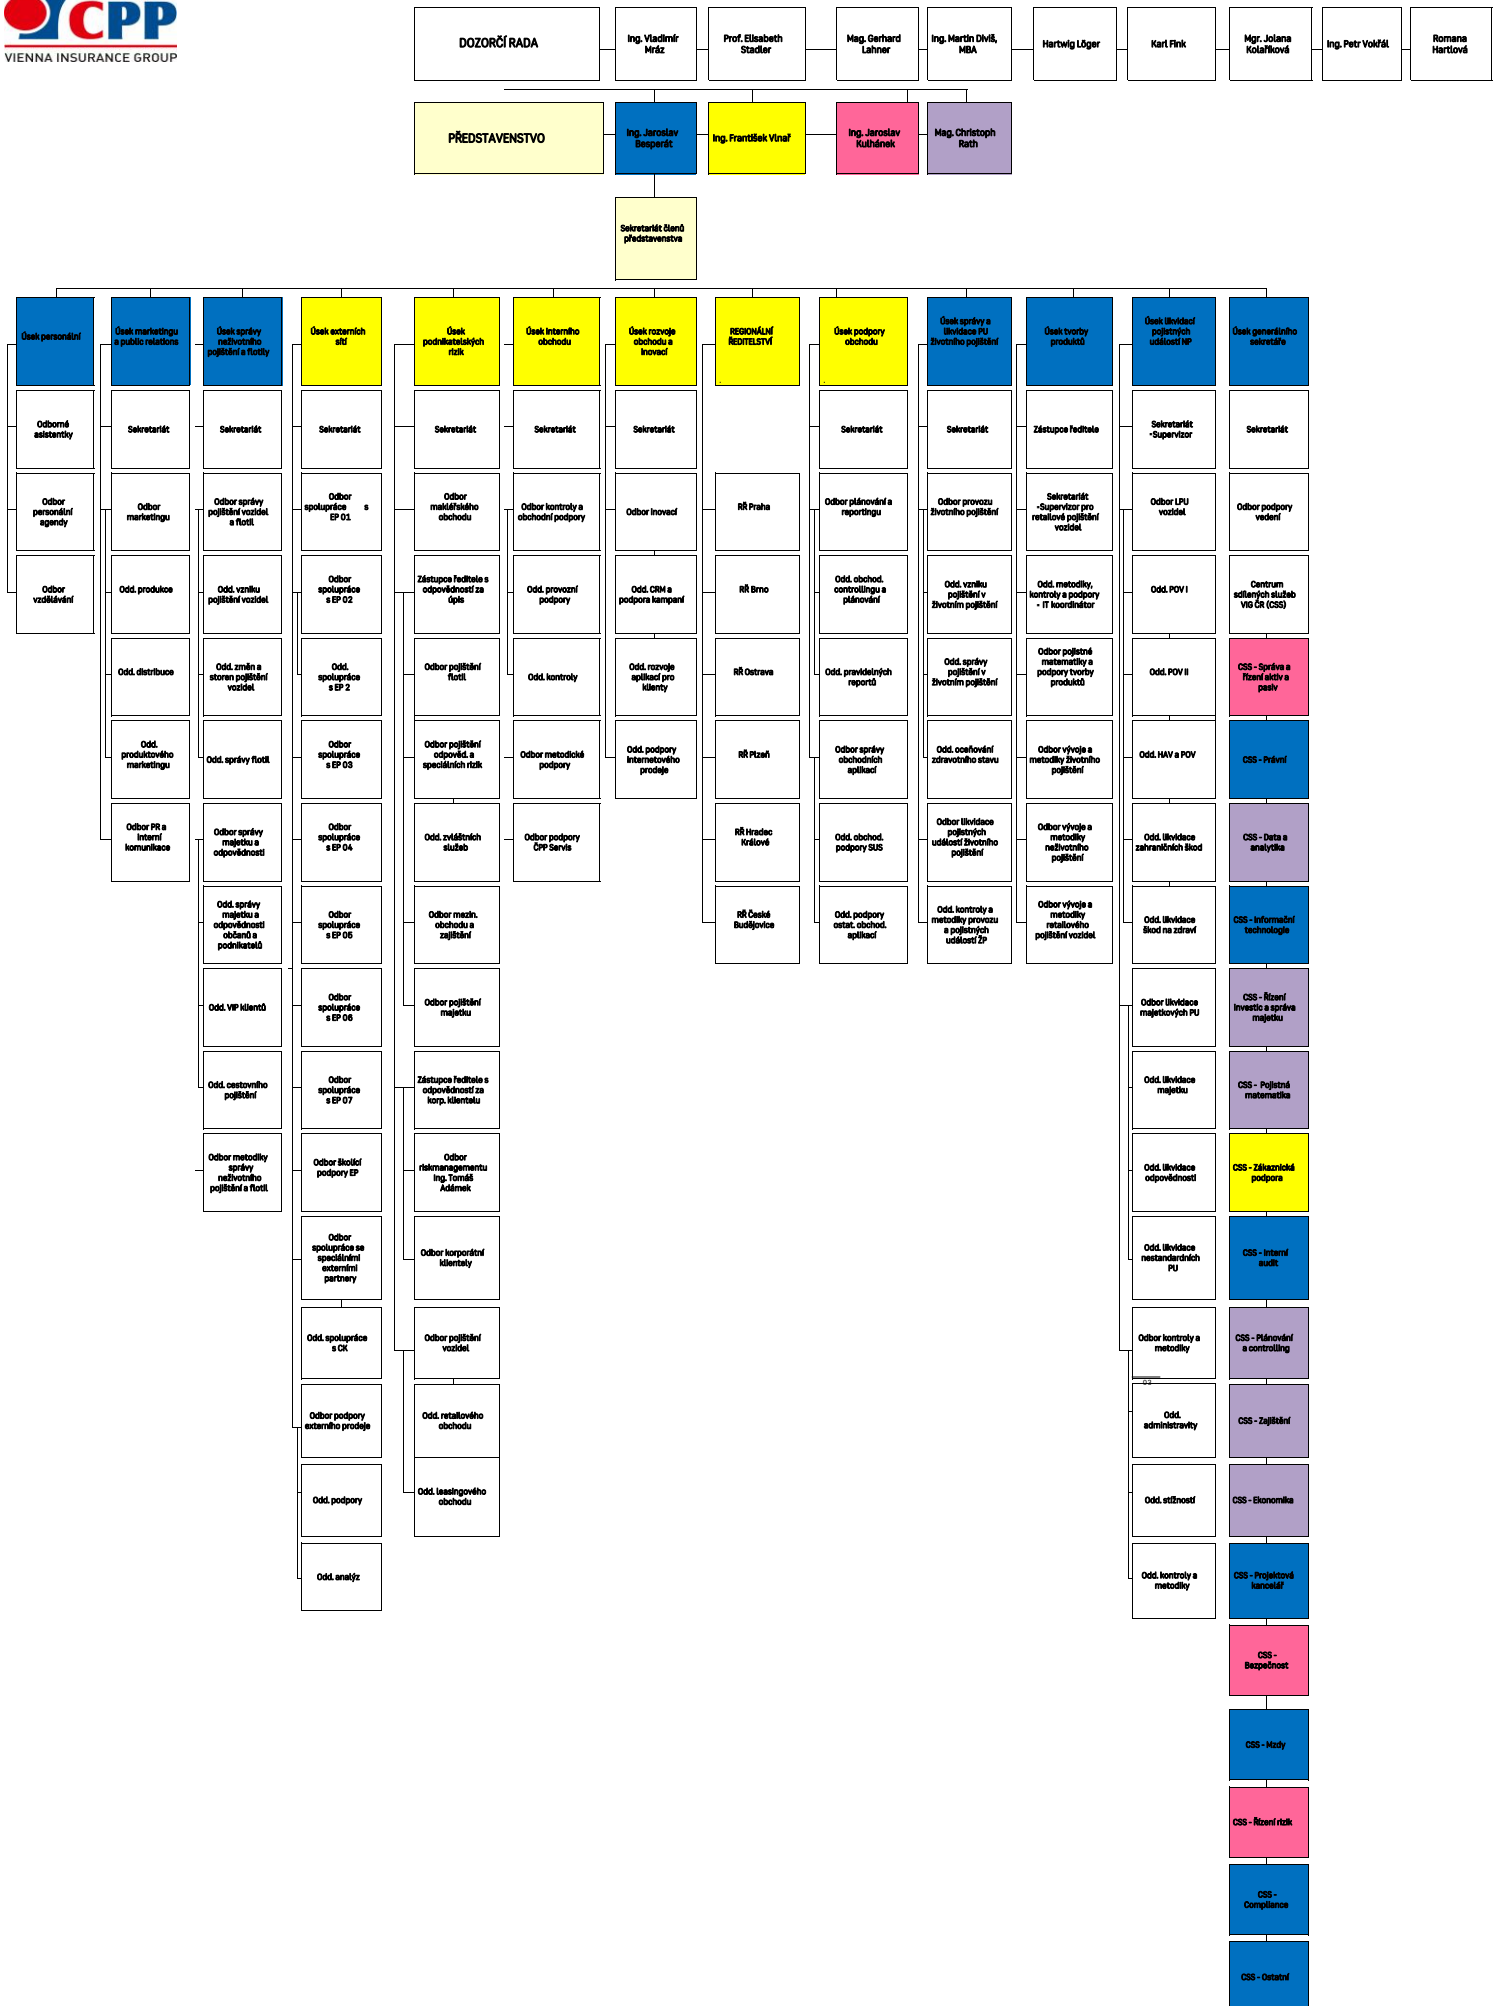 ČPP
VIENNA INSURANCE GROUP
DOZORČÍ RADA
Ing. Vladimír
Mráz
Prof. Elisabeth
Stadler
Mag. Gerhard
Lahner
Ing. Martin Diviš,
MBA
Hartwig Löger
Karl Fink
Mgr. Jolana
Kolaříková
Ing. Petr Vokřál
Romana
Hartlová
PŘEDSTAVENSTVO
Ing. Jaroslav
Besperát
Ing. František Vlnař
Ing. Jaroslav
Kulhánek
Mag. Christoph
Rath
Sekretariát členů
představenstva
Úsek personální
Odborné
asistentky
Odbor
personální
agendy
Odbor
vzdělávání
Úsek marketingu
a public relations
Sekretariát
Odbor
marketingu
Odd. produkce
Odd. distribuce
Odd.
produktového
marketingu
Odbor PR a
interní
komunikace
Úsek správy
neživotního
pojištění a flotily
Sekretariát
Odbor správy
pojištění vozidel
a flotil
Odd. vzniku
pojištění vozidel
Odd. změn a
storen pojištění
vozidel
Odd. správy flotil
Odbor správy
majetku a
odpovědnosti
Odd. správy
majetku a
odpovědnosti
občanů a
podnikatelů
Odd. VIP klientů
Odd. cestovního
pojištění
Odbor metodiky
správy
neživotního
pojištění a flotil
Úsek externích
sítí
Sekretariát
Odbor
spolupráce s
EP 01
Odbor
spolupráce
s EP 02
Odd.
spolupráce
s EP 2
Odbor
spolupráce
s EP 03
Odbor
spolupráce
s EP 04
Odbor
spolupráce
s EP 05
Odbor
spolupráce
s EP 06
Odbor
spolupráce
s EP 07
Odbor školící
podpory EP
Odbor
spolupráce se
speciálními
externími
partnery
Odd. spolupráce
s CK
Odbor podpory
externího prodeje
Odd. podpory
Odd. analýz
Úsek
podnikatelských
rizik
Sekretariát
Odbor
makléřského
obchodu
Zástupce ředitele s
odpovědností za
úpis
Odbor pojištění
flotil
Odbor pojištění
odpověd. a
speciálních rizik
Odd. zvláštních
služeb
Odbor mezin.
obchodu a
zajištění
Odbor pojištění
majetku
Zástupce ředitele s
odpovědností za
korp. klientelu
Odbor
riskmanagementu
Ing. Tomáš
Adámek
Odbor korporátní
klientely
Odbor pojištění
vozidel
Odd. retailového
obchodu
Odd. leasingového
obchodu
Úsek interního
obchodu
Sekretariát
Odbor kontroly a
obchodní podpory
Odd. provozní
podpory
Odd. kontroly
Odbor metodické
podpory
Odbor podpory
ČPP Servis
Úsek rozvoje
obchodu a
inovací
Sekretariát
Odbor inovací
Odd. CRM a
podpora kampaní
Odd. rozvoje
aplikací pro
klienty
Odd. podpory
internetového
prodeje
REGIONÁLNÍ
ŘEDITELSTVÍ
.
RŘ Praha
RŘ Brno
RŘ Ostrava
RŘ Plzeň
RŘ Hradec
Králové
RŘ České
Budějovice
Úsek podpory
obchodu
.
Sekretariát
Odbor plánování a
reportingu
Odd. obchod.
controllingu a
plánování
Odd. pravidelných
reportů
Odbor správy
obchodních
aplikací
Odd. obchod.
podpory SUS
Odd. podpory
ostat. obchod.
aplikací
Úsek správy a
likvidace PU
životního pojištění
Sekretariát
Odbor provozu
životního pojištění
Odd. vzniku
pojištění v
životním pojištění
Odd. správy
pojištění v
životním pojištění
Odd. oceňování
zdravotního stavu
Odbor likvidace
pojistných
událostí životního
pojištění
Odd. kontroly a
metodiky provozu
a pojistných
událostí ŽP
Úsek tvorby
produktů
Zástupce ředitele
Sekretariát
-Supervizor pro
retailové pojištění
vozidel
Odd. metodiky,
kontroly a podpory
- IT koordinátor
Odbor pojistné
matematiky a
podpory tvorby
produktů
Odbor vývoje a
metodiky životního
pojištění
Odbor vývoje a
metodiky
neživotního
pojištění
Odbor vývoje a
metodiky
retailového
pojištění vozidel
Úsek likvidací
pojistných
událostí NP
Sekretariát
-Supervizor
Odbor LPU
vozidel
Odd. POV I
Odd. POV II
Odd. HAV a POV
Odd. likvidace
zahraničních škod
Odd. likvidace
škod na zdraví
Odbor likvidace
majetkových PU
Odd. likvidace
majetku
Odd. likvidace
odpovědnosti
Odd. likvidace
nestandardních
PU
Odbor kontroly a
metodiky
Odd.
administravity
Odd. stížností
Odd. kontroly a
metodiky
Úsek generálního
sekretáře
Sekretariát
Odbor podpory
vedení
Centrum
sdílených služeb
VIG ČR (CSS)
CSS - Správa a
řízení aktiv a
pasiv
CSS - Právní
CSS - Data a
analytika
CSS - Informační
technologie
CSS - Řízení
investic a správa
majetku
CSS - Pojistná
matematika
CSS - Zákaznická
podpora
CSS - Interní
audit
CSS - Plánování
a controlling
CSS - Zajištění
CSS - Ekonomika
CSS - Projektová
kancelář
CSS -
Bezpečnost
CSS - Mzdy
CSS - Řízení rizik
CSS -
Compliance
CSS - Ostatní